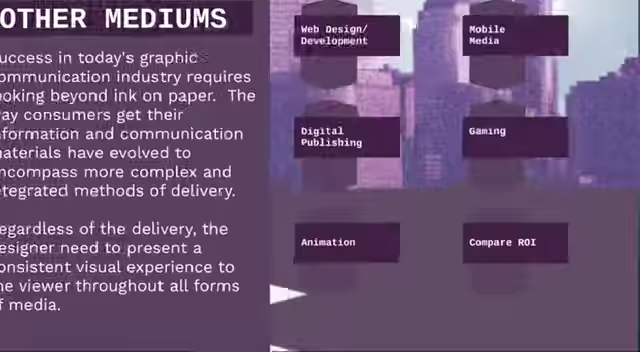 OTHER MEDIUMS
uccess in today's graphic
ommunication industry requires
ooking beyond ink on paper. The
ay consumers get their
nformation and communication
naterials have evolved to
ncompass more complex and
ntegrated methods of delivery.
egardless of the delivery, the
esigner need to present a
onsistent visual experience to
he viewer throughout all forms
f media.
Web Design/
Development
Mobile
Media
Digital
Publishing
Gaming
Animation
Compare ROI